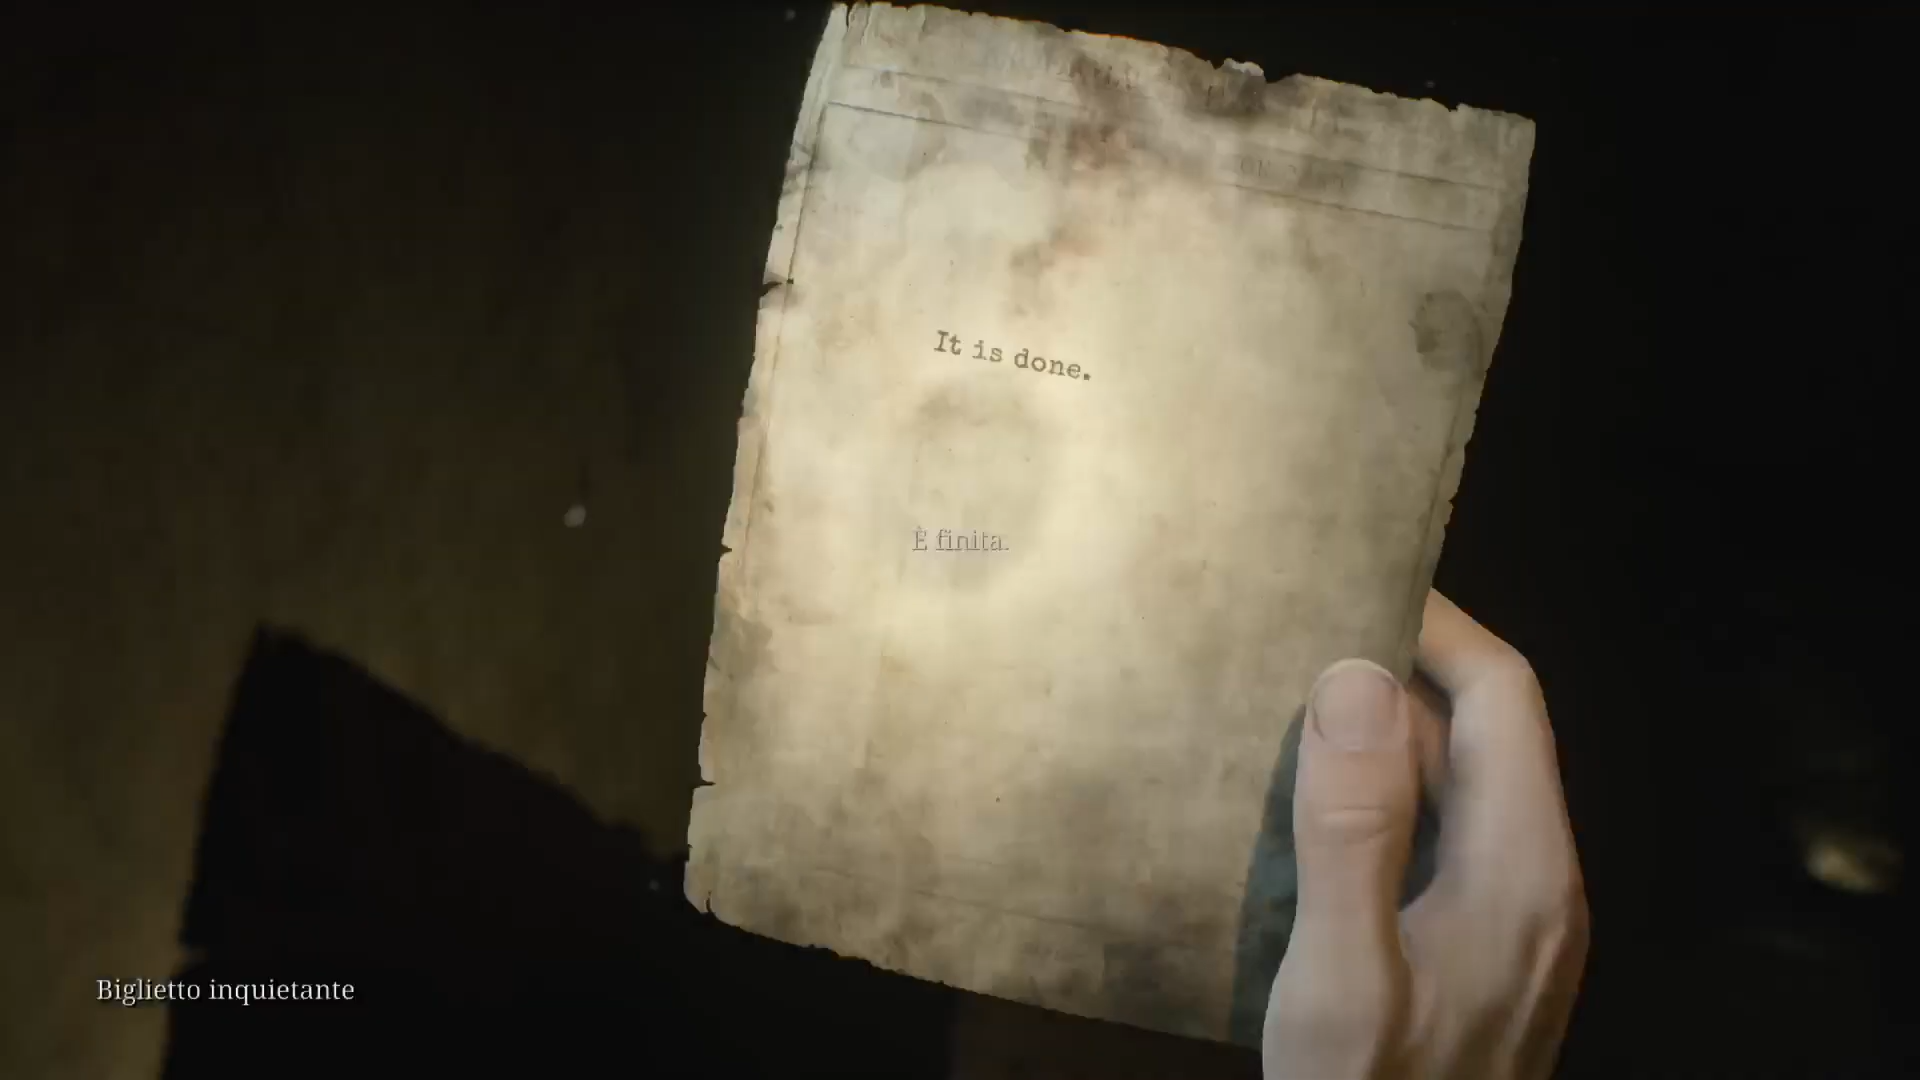 It is done.
È finita.
Biglietto inquietante